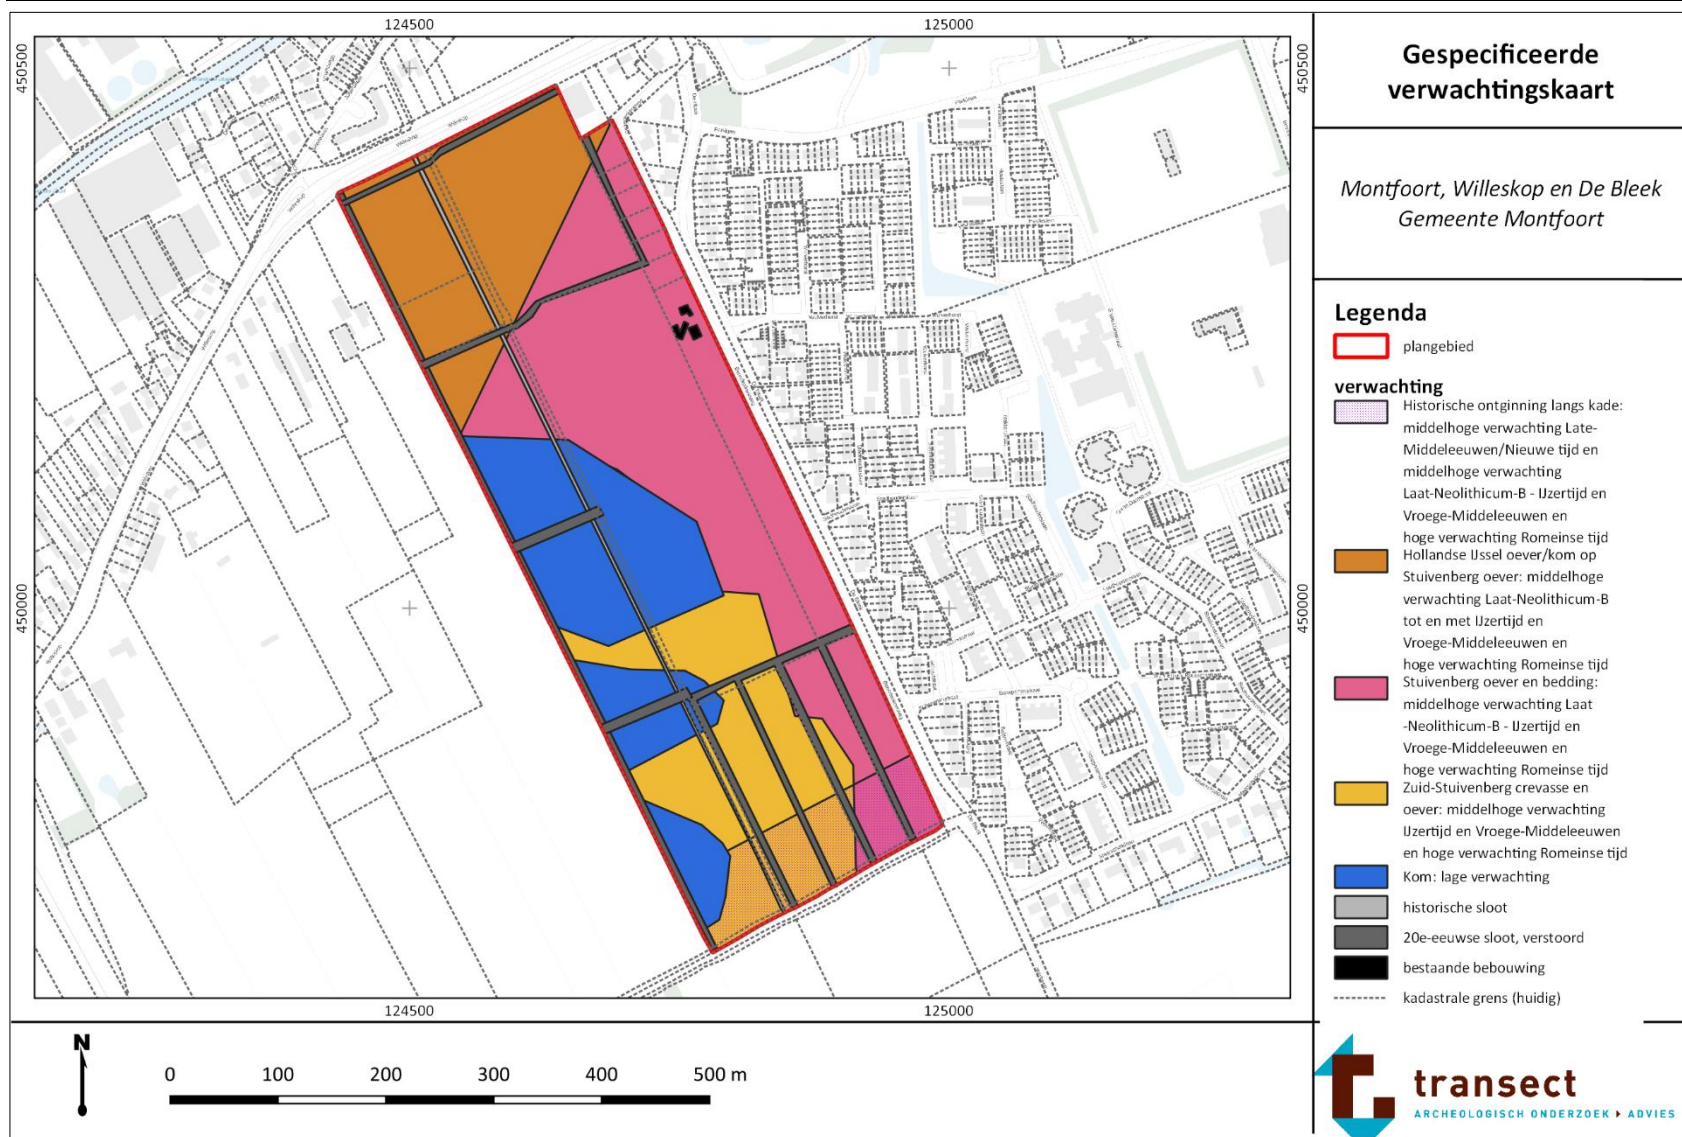 124500
125000
450500
450500
450000
450000
124500
125000
Gespecificeerde
verwachtingskaart
Montfoort, Willeskop en De Bleek
Gemeente Montfoort
Legenda
plangebied
verwachting
Historische ontginning langs kade:
middelhoge verwachting Late-
Middeleeuwen/Nieuwe tijd en
middelhoge verwachting
Laat-Neolithicum-B - IJzertijd en
Vroege-Middeleeuwen en
hoge verwachting Romeinse tijd
Hollandse IJssel oever/kom op
Stuivenberg oever: middelhoge
verwachting Laat-Neolithicum-B
tot en met IJzertijd en
Vroege-Middeleeuwen en
hoge verwachting Romeinse tijd
Stuivenberg oever en bedding:
middelhoge verwachting Laat
-Neolithicum-B - IJzertijd en
Vroege-Middeleeuwen en
hoge verwachting Romeinse tijd
Zuid-Stuivenberg crevasse en
oever: middelhoge verwachting
IJzertijd en Vroege-Middeleeuwen
en hoge verwachting Romeinse tijd
Kom: lage verwachting
historische sloot
20e-eeuwse sloot, verstoord
bestaande bebouwing
kadastrale grens (huidig)
N
0 100 200 300 400 500 m
transect
ARCHEOLOGISCH ONDERZOEK ▸ ADVIES